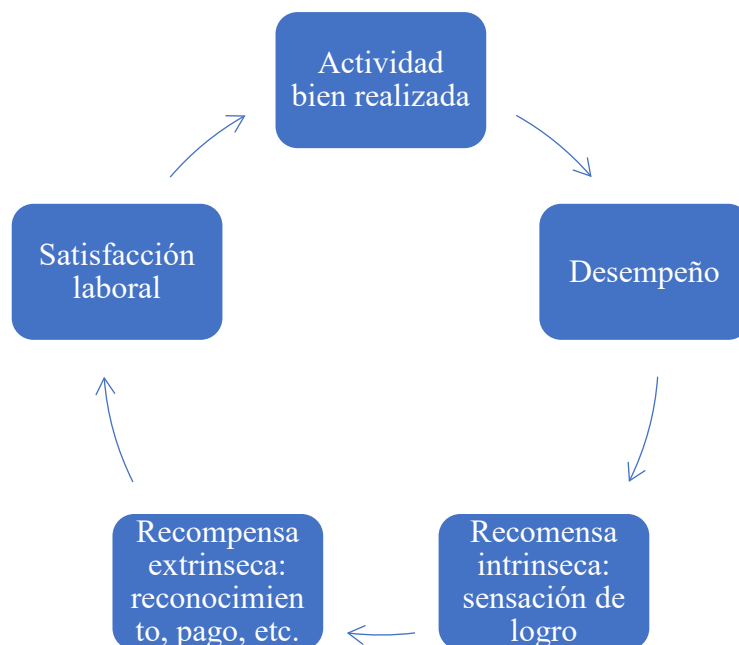 Actividad
bien realizada
Desempeño
Recomensa
intrinseca:
sensación de
logro
Recompensa
extrinseca:
reconocimien
to, pago, etc.
Satisfacción
laboral